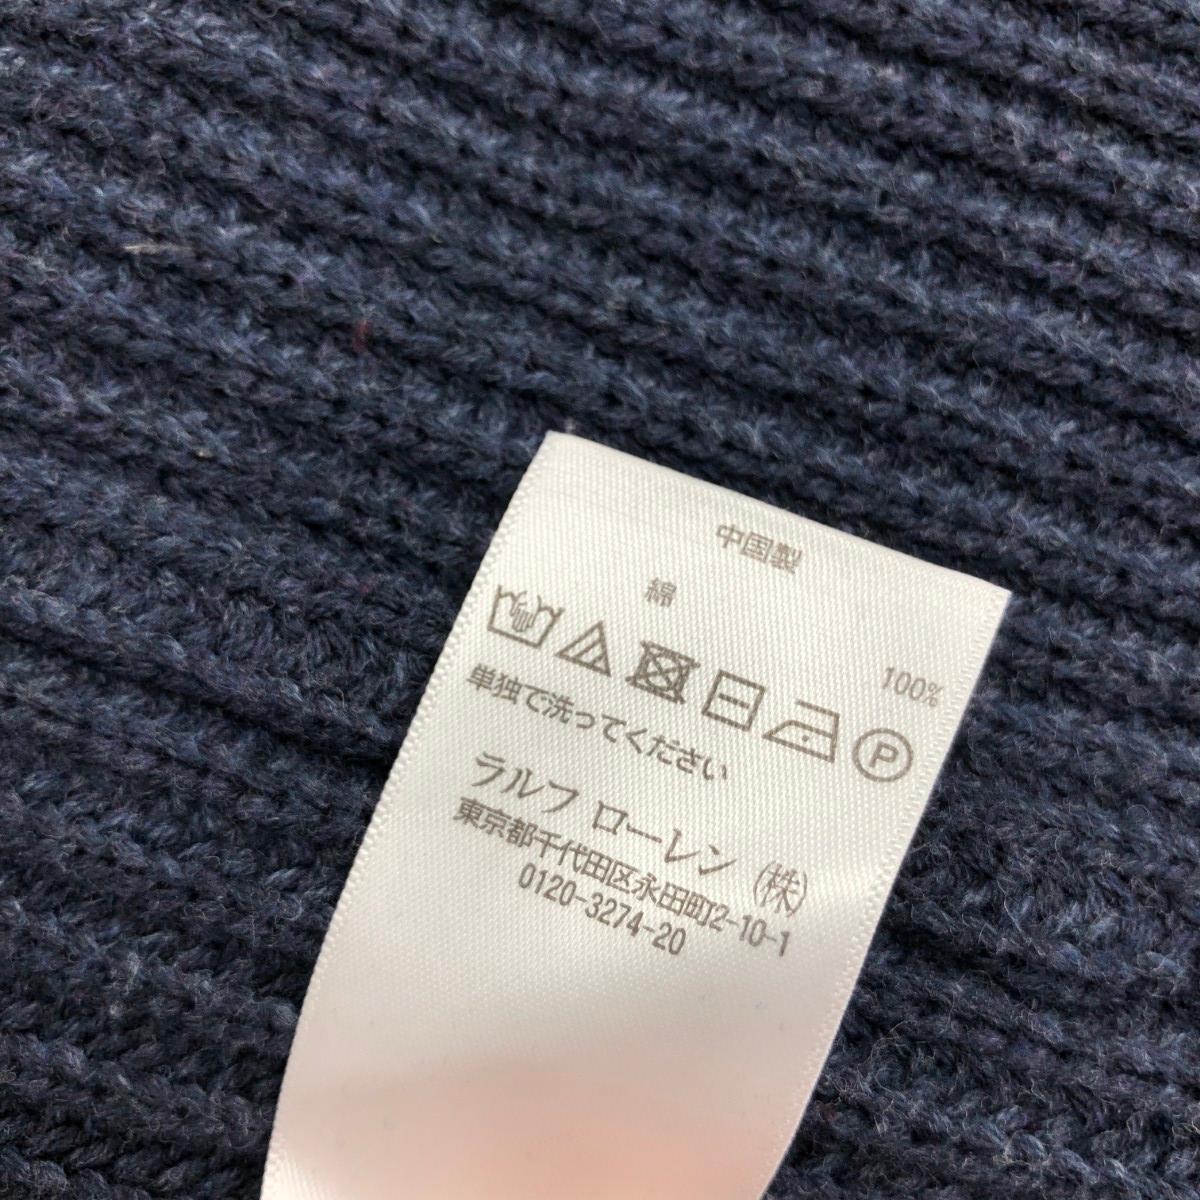 中国製
綿 100%
P
単独で洗ってください
ラルフ ローレン (株)
東京都千代田区永田町2-10-1
0120-3274-20